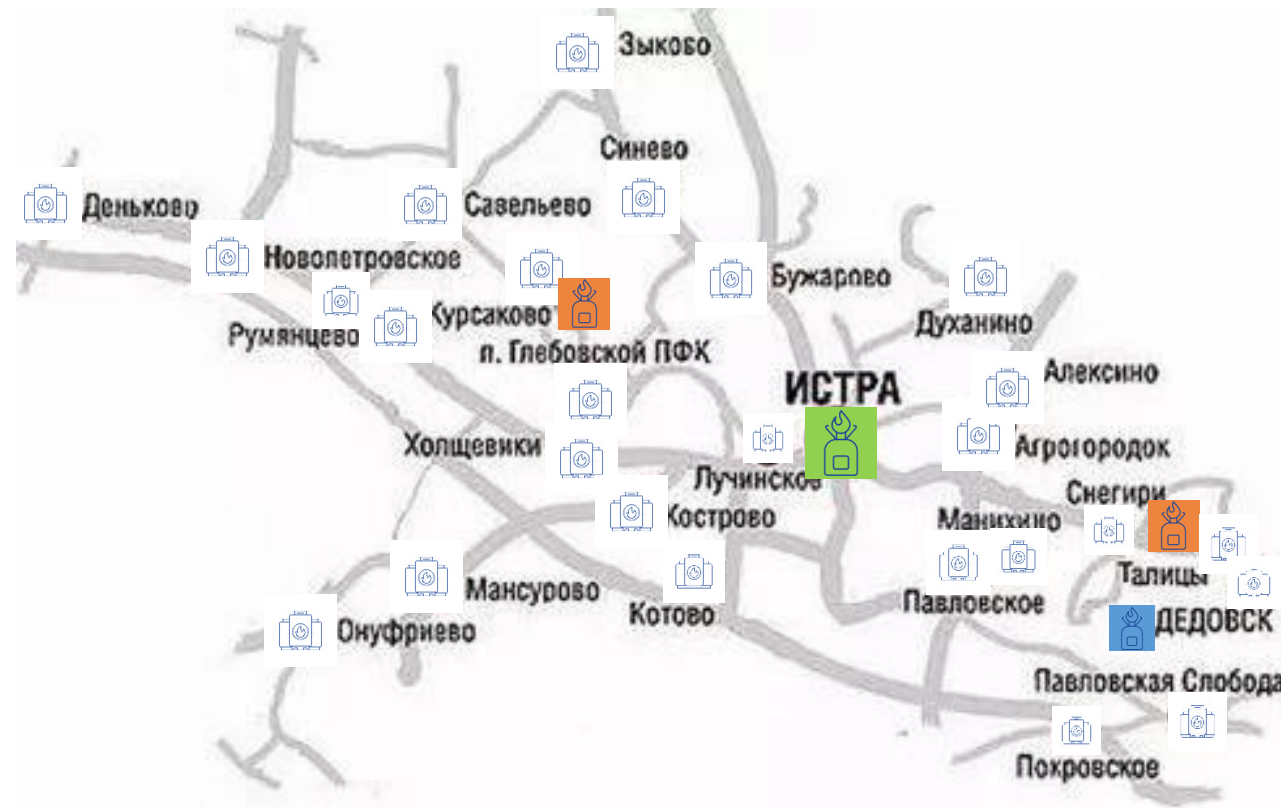 Зыково
Синево
Деньково
Савельево
Новопетровское
Бужарово
Курсаково
Духанино
Румянцево
п. Глебовской ПФК
Алексино
ИСТРА
Холщевики
Агрогородок
Лучинское
Снегири
Кострово
Манихино
Талицы
Мансурово
Павловское
Котово
ДЕДОВСК
Онуфриево
Павловская Слобода
Покровское